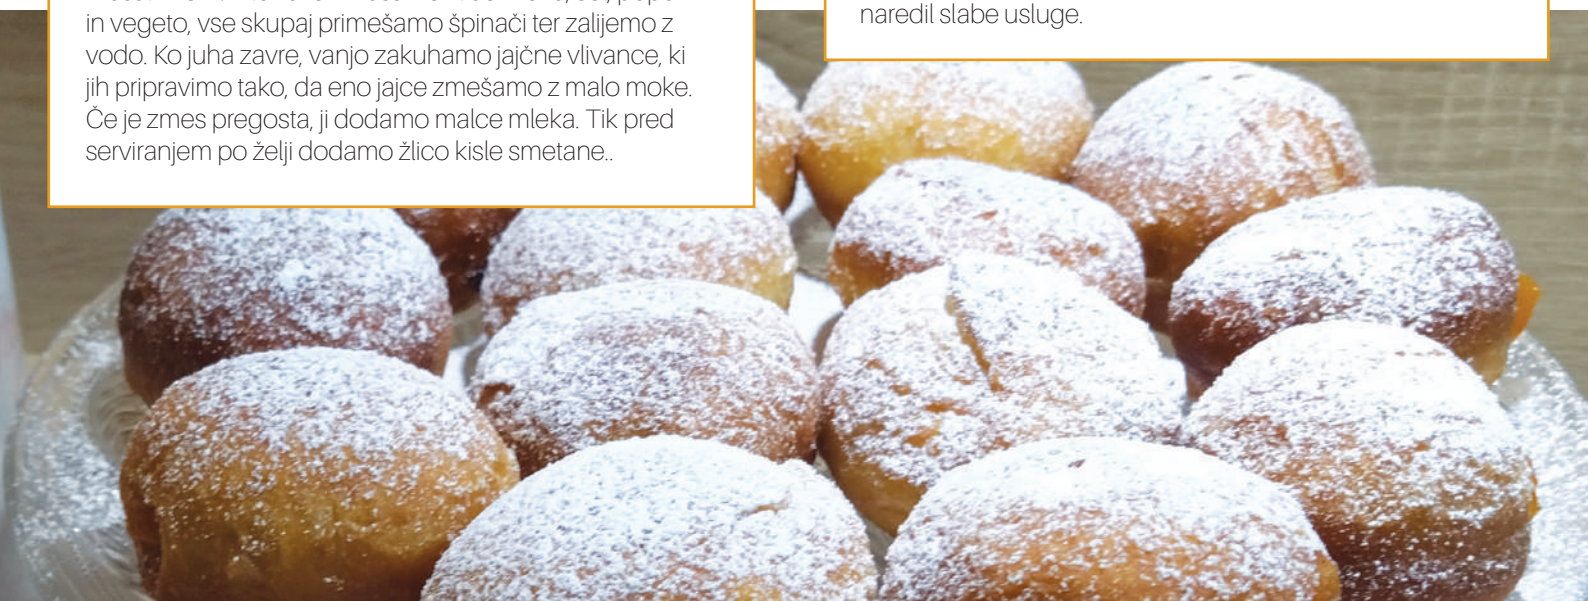 in vegeto, vse skupaj primešamo špinači ter zalijemo z
vodo. Ko juha zavre, vanjo zakuhamo jajčne vlivance, ki
jih pripravimo tako, da eno jajce zmešamo z malo moke.
Če je zmes pregosta, ji dodamo malce mleka. Tik pred
serviranjem po želji dodamo žlico kisle smetane..
naredil slabe usluge.